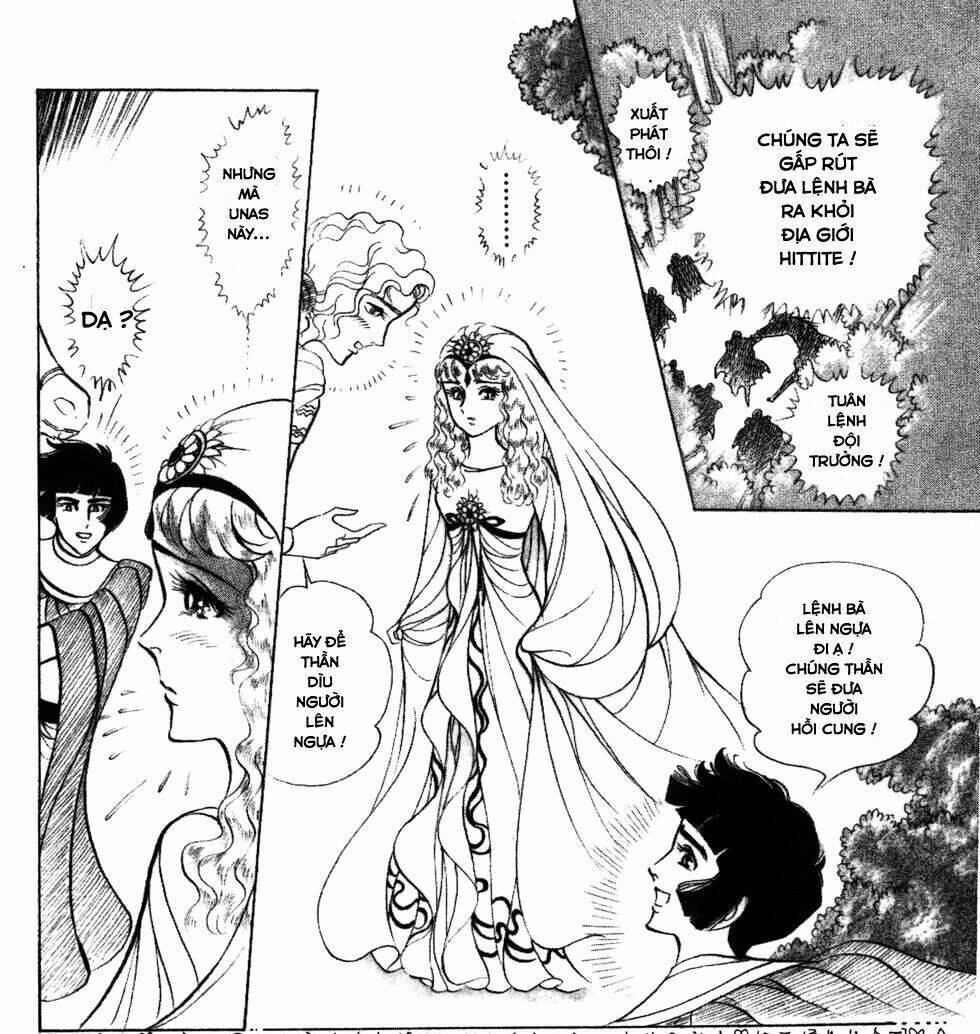 XUẤT
PHÁT
THÔI !
CHÚNG TA SẼ
GẤP RÚT
ĐƯA LỆNH BÀ
RA KHỎI
ĐỊA GIỚI
HITTITE !
TUÂN
LỆNH
ĐỘI
TRƯỞNG !
LỆNH BÀ
LÊN NGỰA
ĐI Ạ !
CHÚNG THẦN
SẼ ĐƯA
NGƯỜI
HỒI CUNG !
.........
HÃY ĐỂ
THẦN
DÌU
NGƯỜI
LÊN
NGỰA !
NHƯNG
MÀ
UNAS
NÀY...
DẠ ?